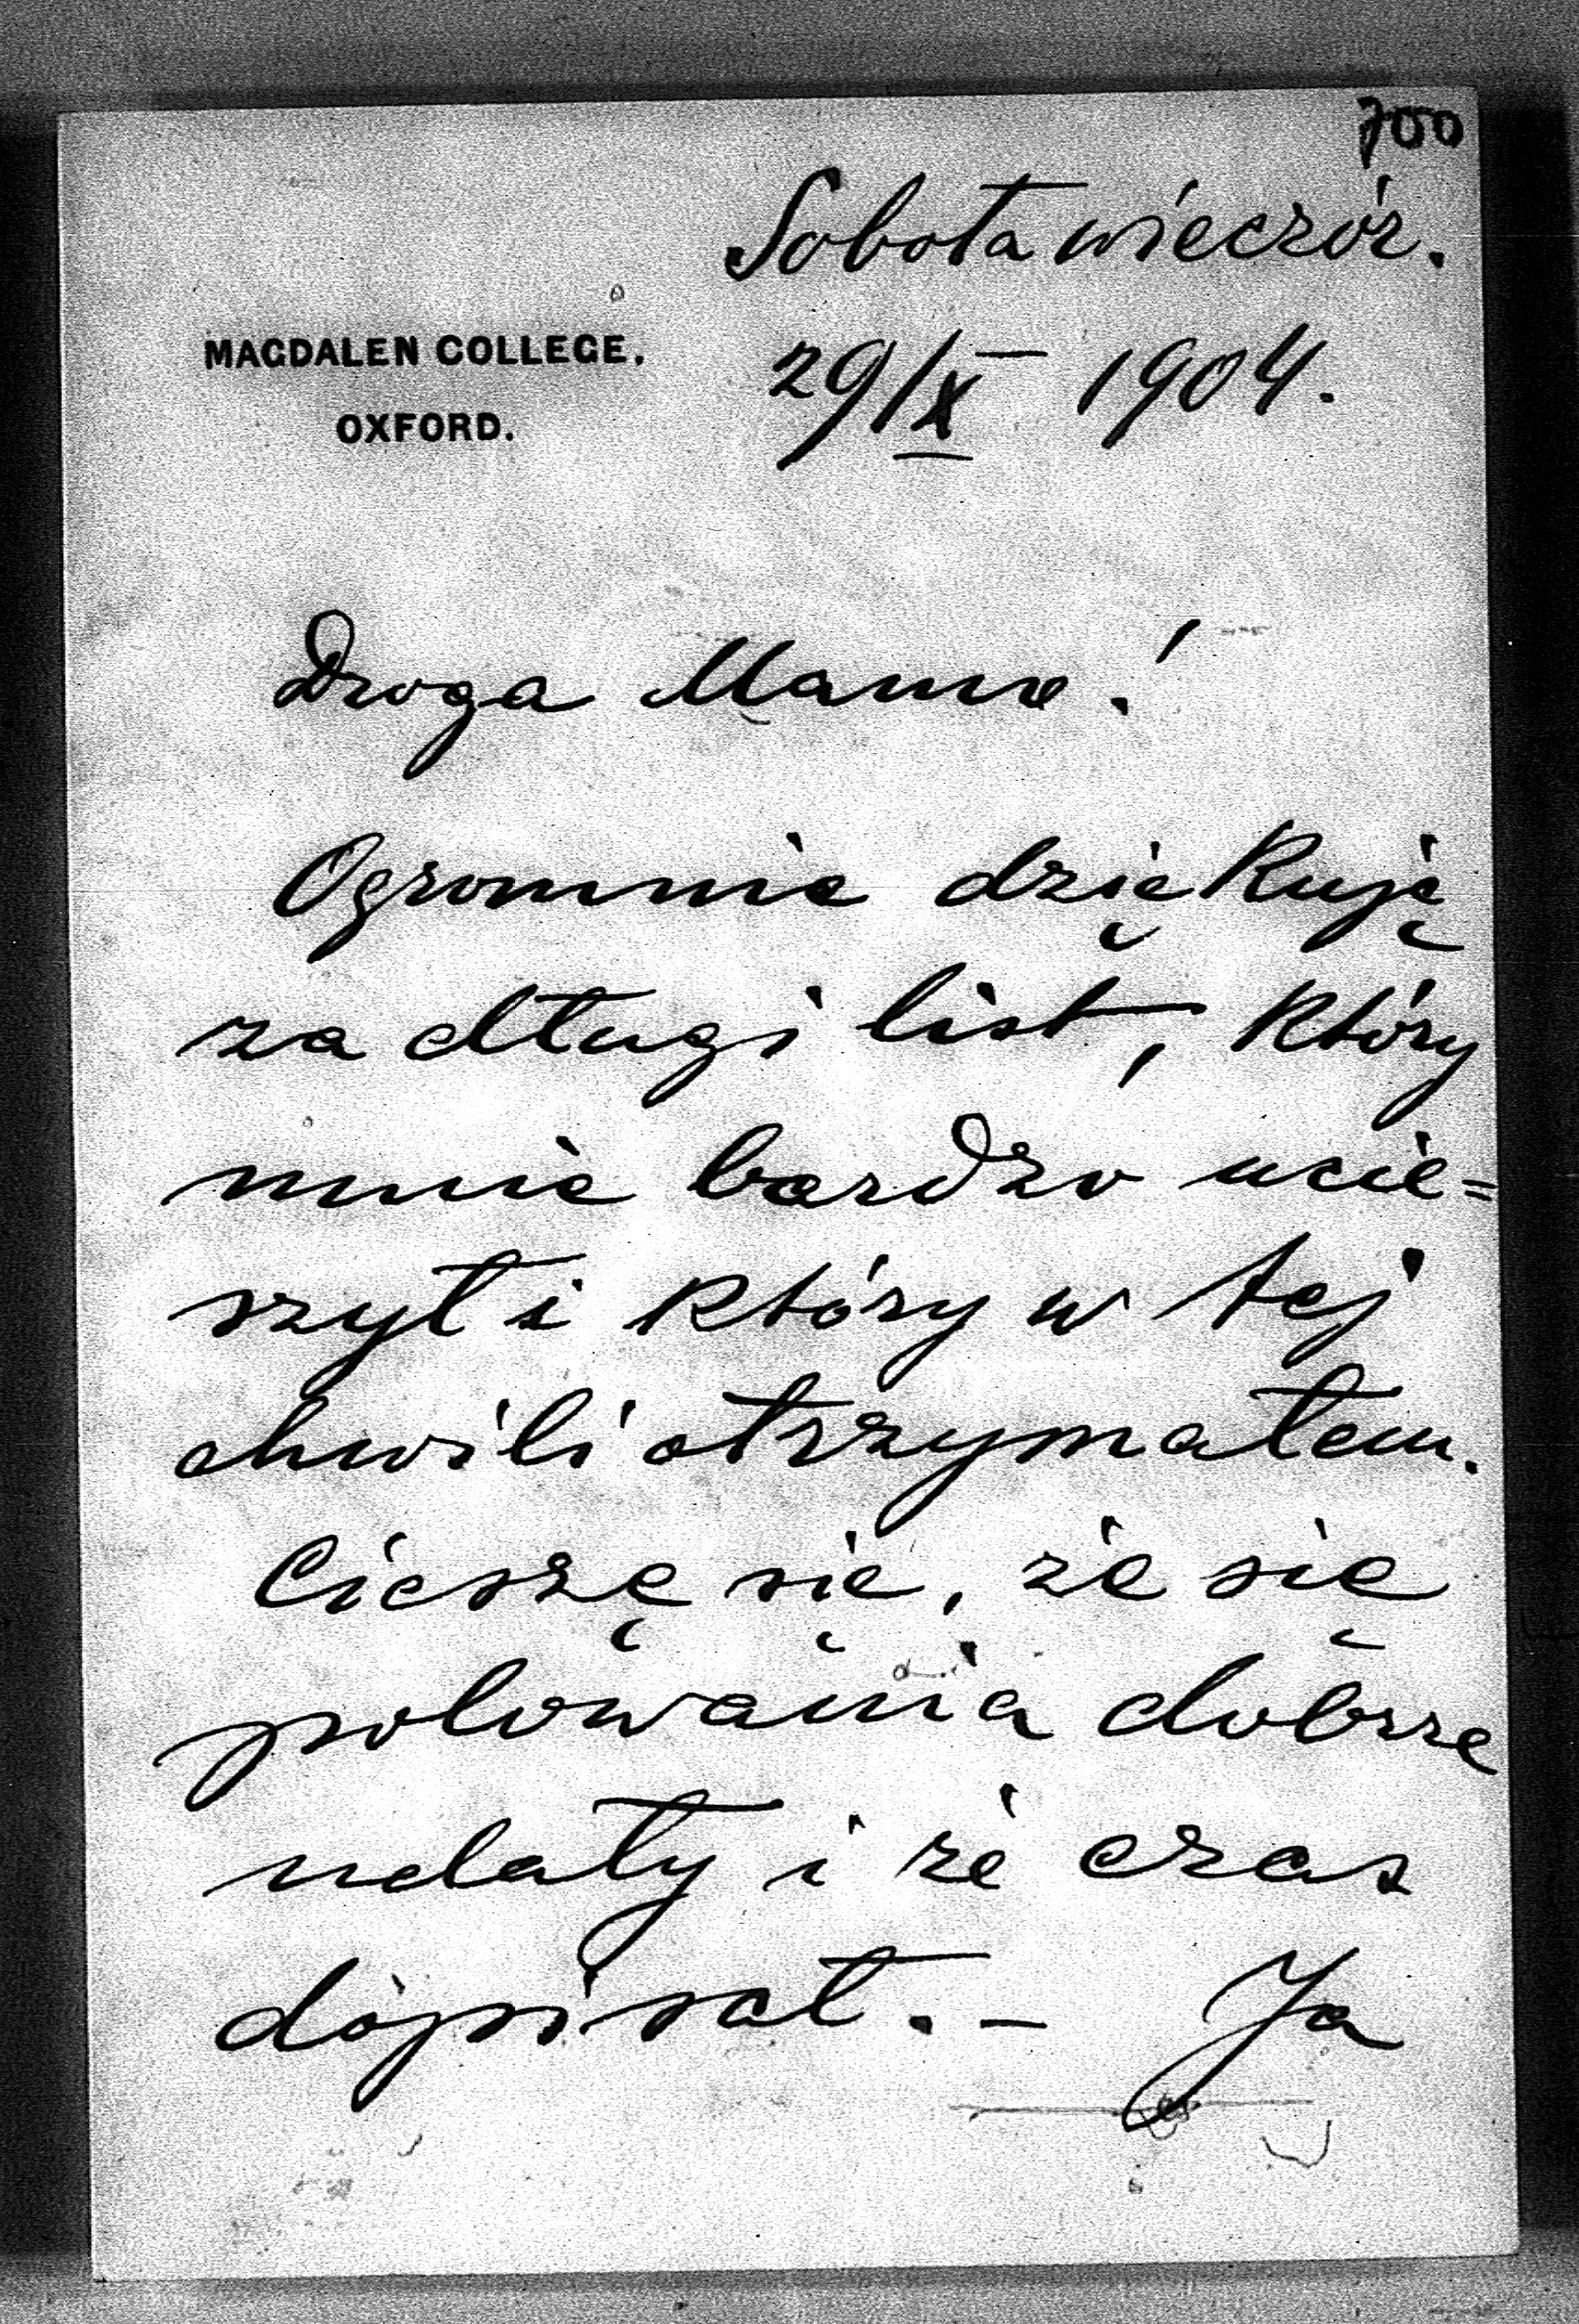 700
Sobota wieczór.
MAGDALEN COLLEGE,
OXFORD.
29/X 1904.
Droga Mamo!
Ogromnie dziękuję
za długi list, który
mnie bardzo ucie=
szył i który w tej
chwili otrzymałem.
Cieszę się, że się
polowania dobrze
udały i że czas
dopisał. – Ja